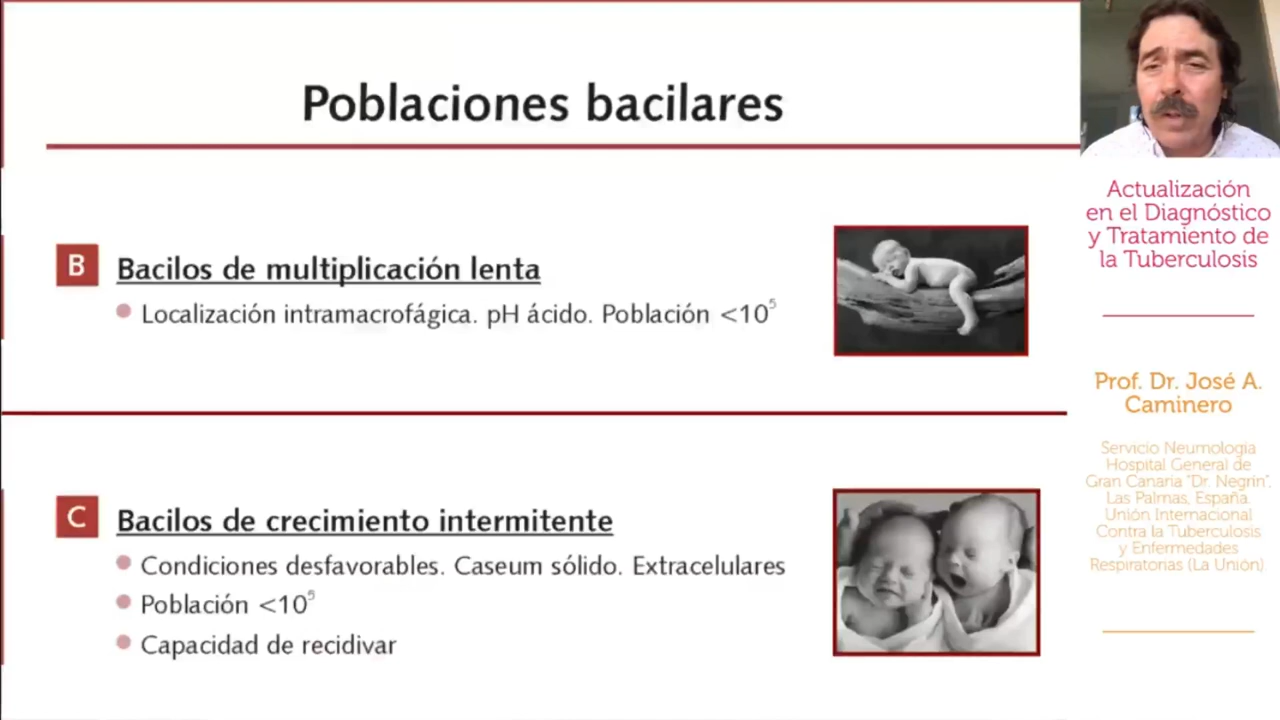 Poblaciones bacilares
B
Bacilos de multiplicación lenta
Localización intramacrofágica. pH ácido. Población <10⁵
C
Bacilos de crecimiento intermitente
Condiciones desfavorables. Caseum sólido. Extracelulares
Población <10⁵
Capacidad de recidivar
Actualización
en el Diagnóstico
y Tratamiento de
la Tuberculosis
Prof. Dr. José A.
Caminero
Servicio Neumología
Hospital General de
Gran Canaria "Dr. Negrín".
Las Palmas, España.
Unión Internacional
Contra la Tuberculosis
y Enfermedades
Respiratorias (La Unión)